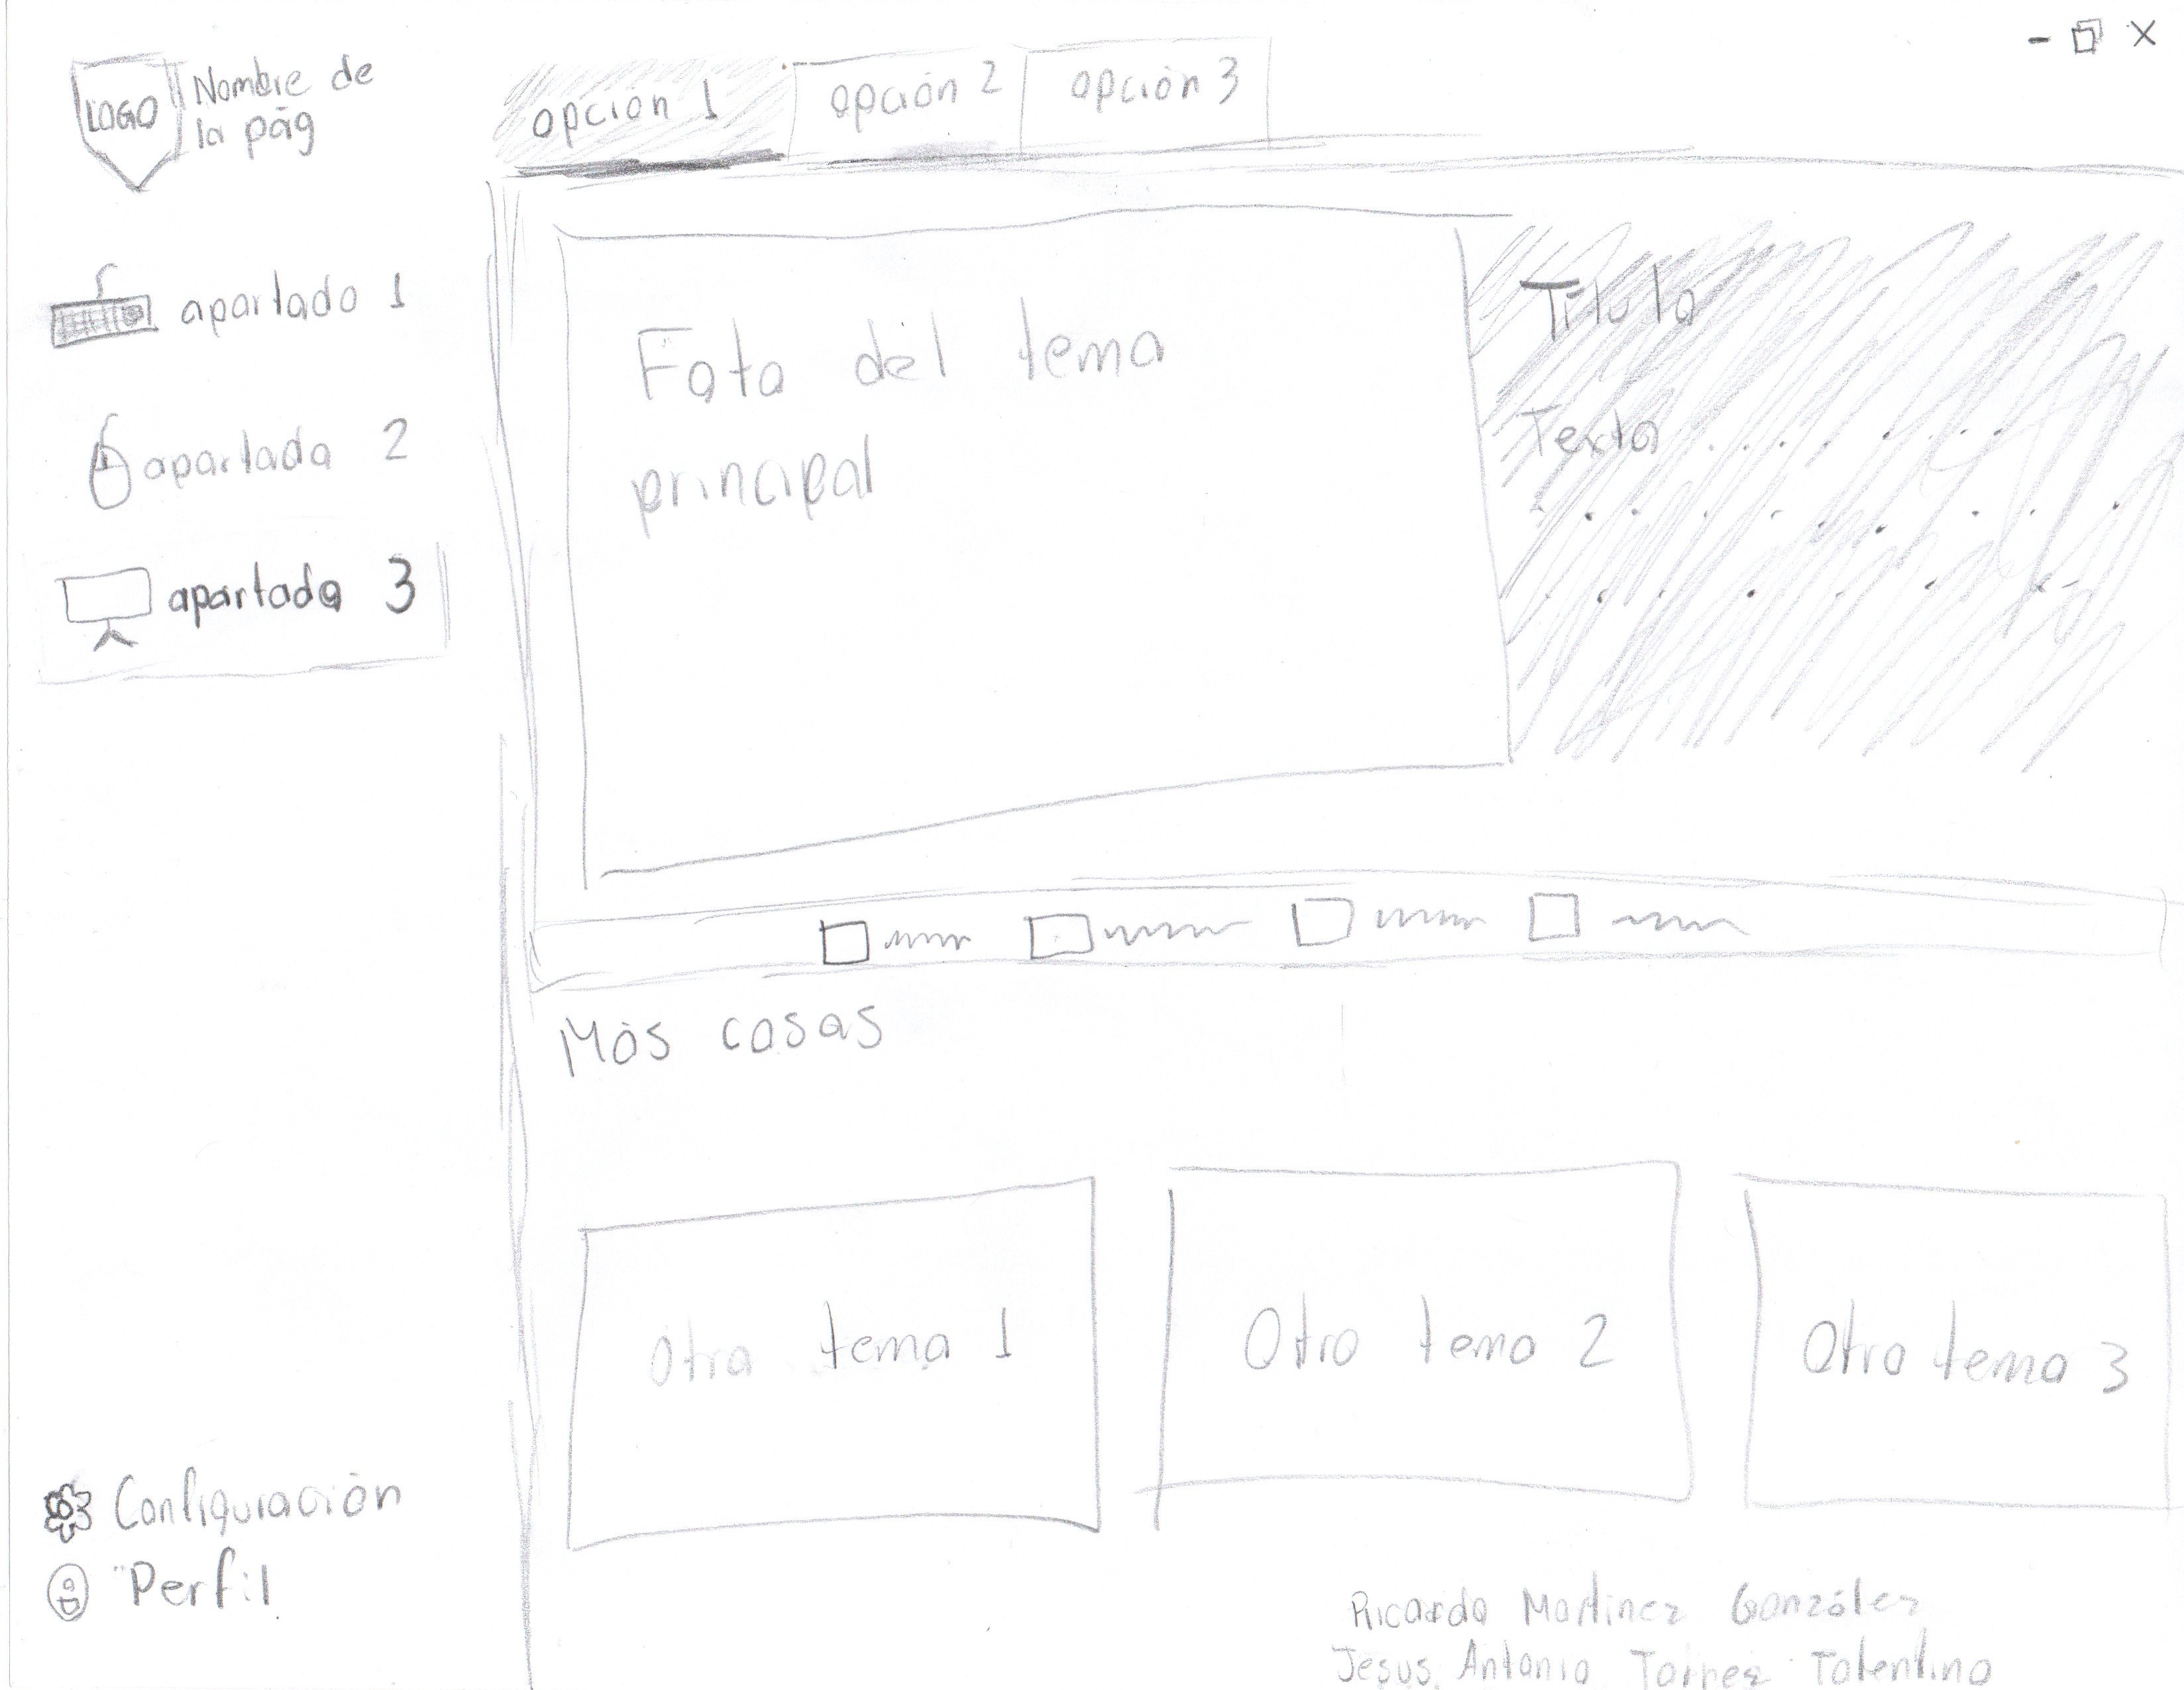 LOGO
Nombre de
la pág
opción 1
opción 2
opción 3
apartado 1
apartado 2
apartado 3
Foto del tema
principal
Título
Texto
Más cosas
Otro tema 1
Otro tema 2
Otro tema 3
Configuración
Perfil
Ricardo Martinez González
Jesus Antonio Torres Tolentino